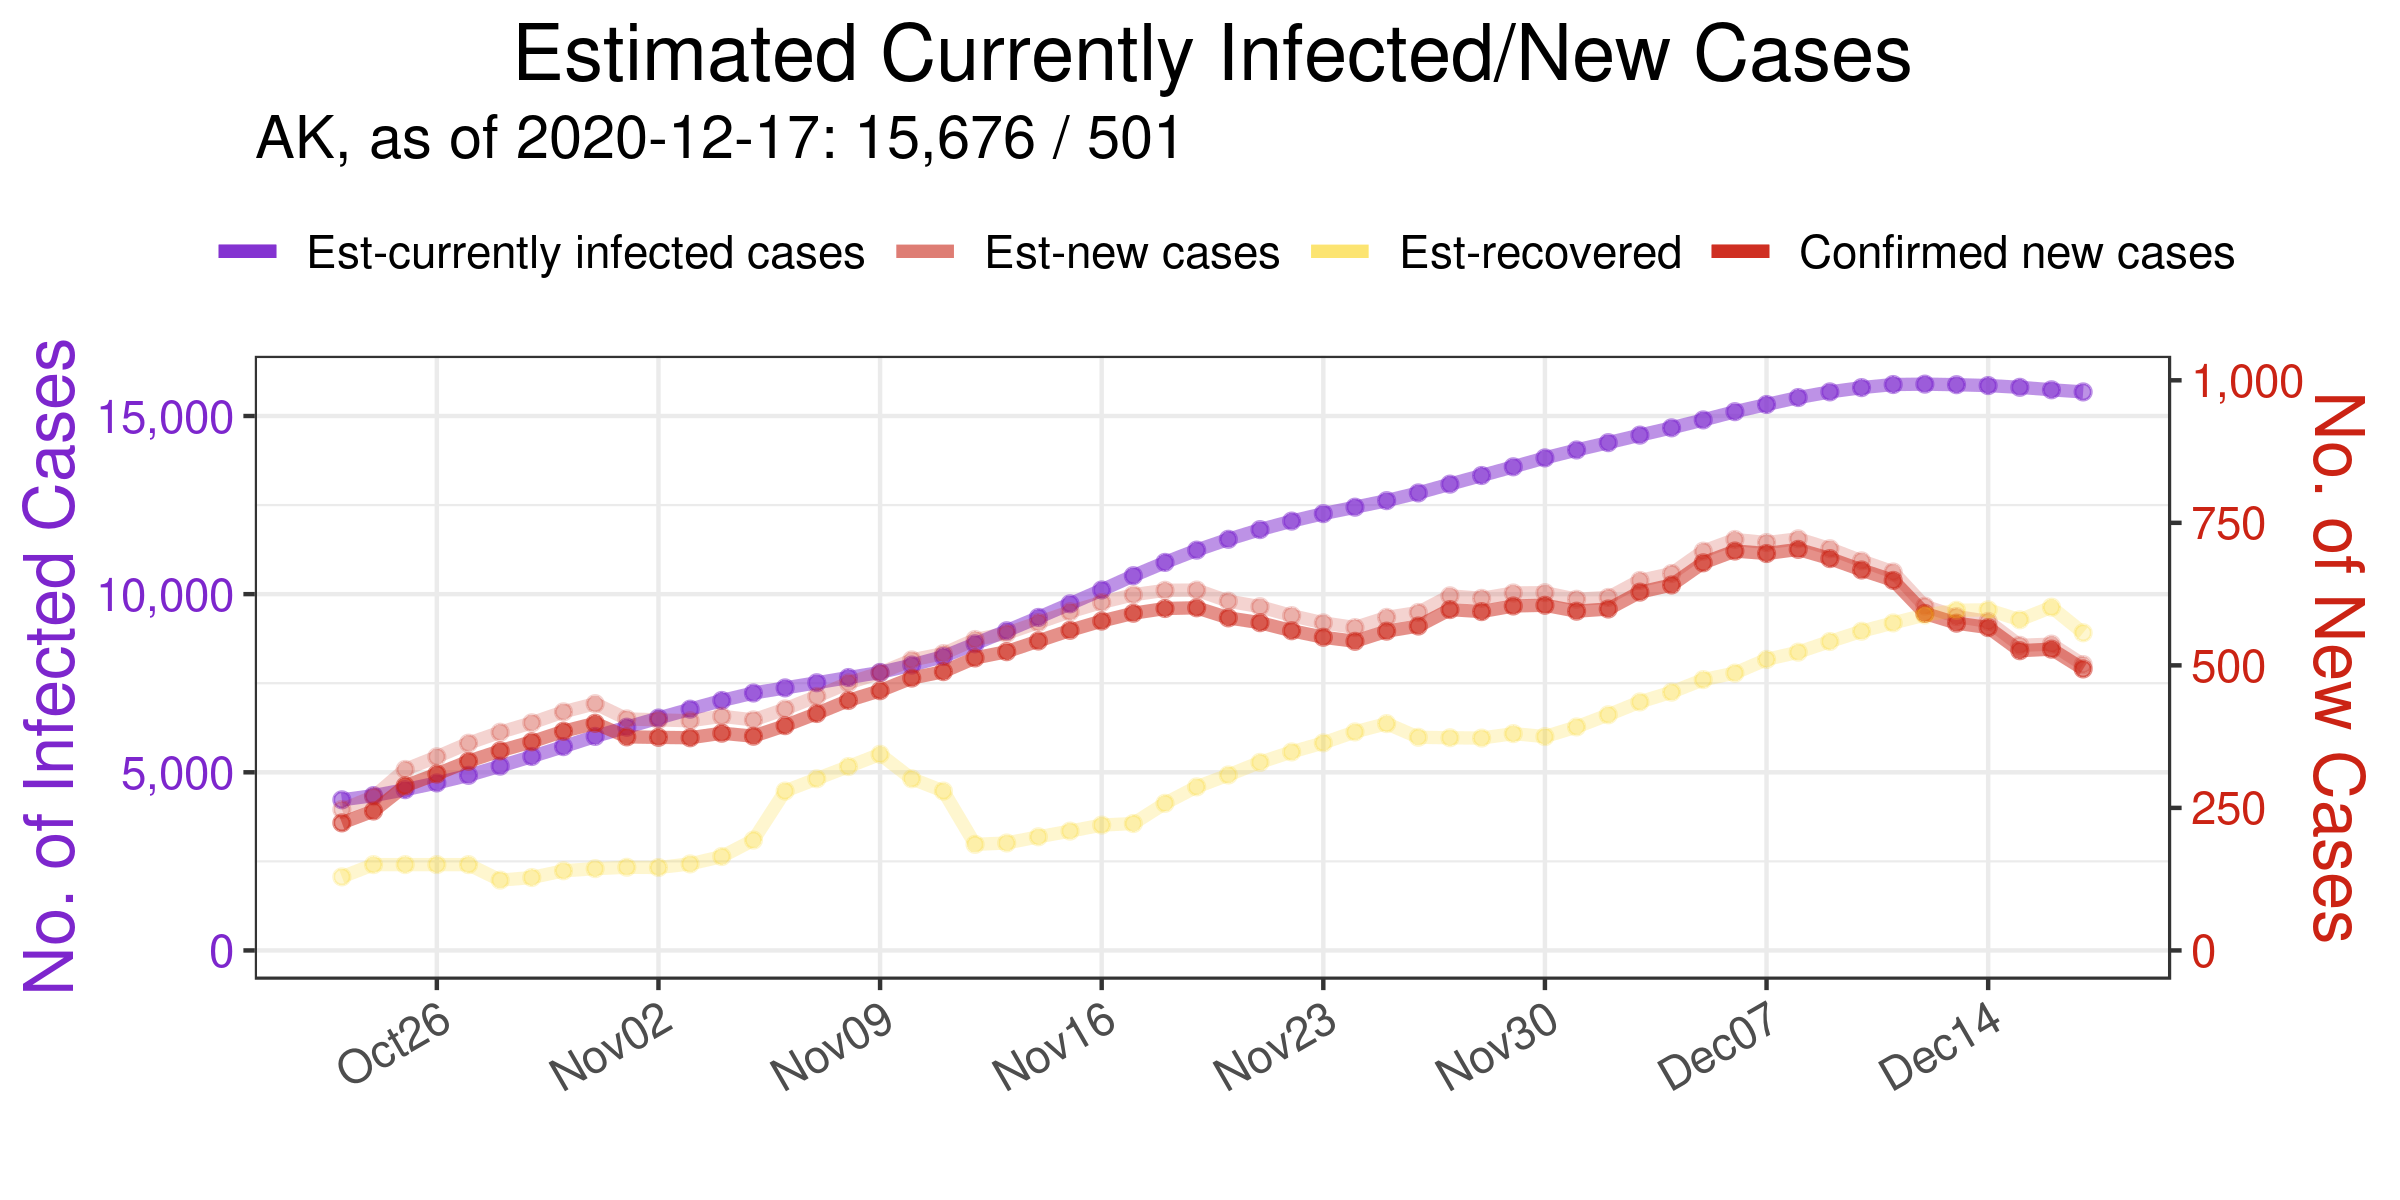 Estimated Currently Infected/New Cases
AK, as of 2020-12-17: 15,676 / 501
Est-currently infected cases Est-new cases Est-recovered Confirmed new cases
No. of Infected Cases
15,000
10,000
5,000
0
1,000
750
500
250
0
No. of New Cases
Oct26 Nov02 Nov09 Nov16 Nov23 Nov30 Dec07 Dec14